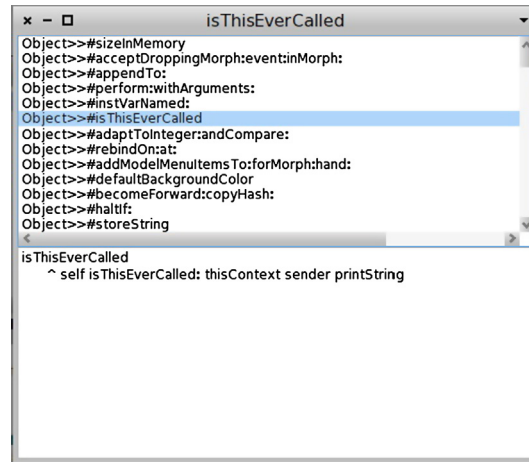 isThisEverCalled
Object>>#sizeInMemory
Object>>#acceptDroppingMorph:event:inMorph:
Object>>#appendTo:
Object>>#perform:withArguments:
Object>>#instVarNamed:
Object>>#isThisEverCalled
Object>>#adaptToInteger:andCompare:
Object>>#rebindOn:at:
Object>>#addModelMenuItemsTo:forMorph:hand:
Object>>#defaultBackgroundColor
Object>>#becomeForward:copyHash:
Object>>#haltIf:
Object>>#storeString
isThisEverCalled
^ self isThisEverCalled: thisContext sender printString